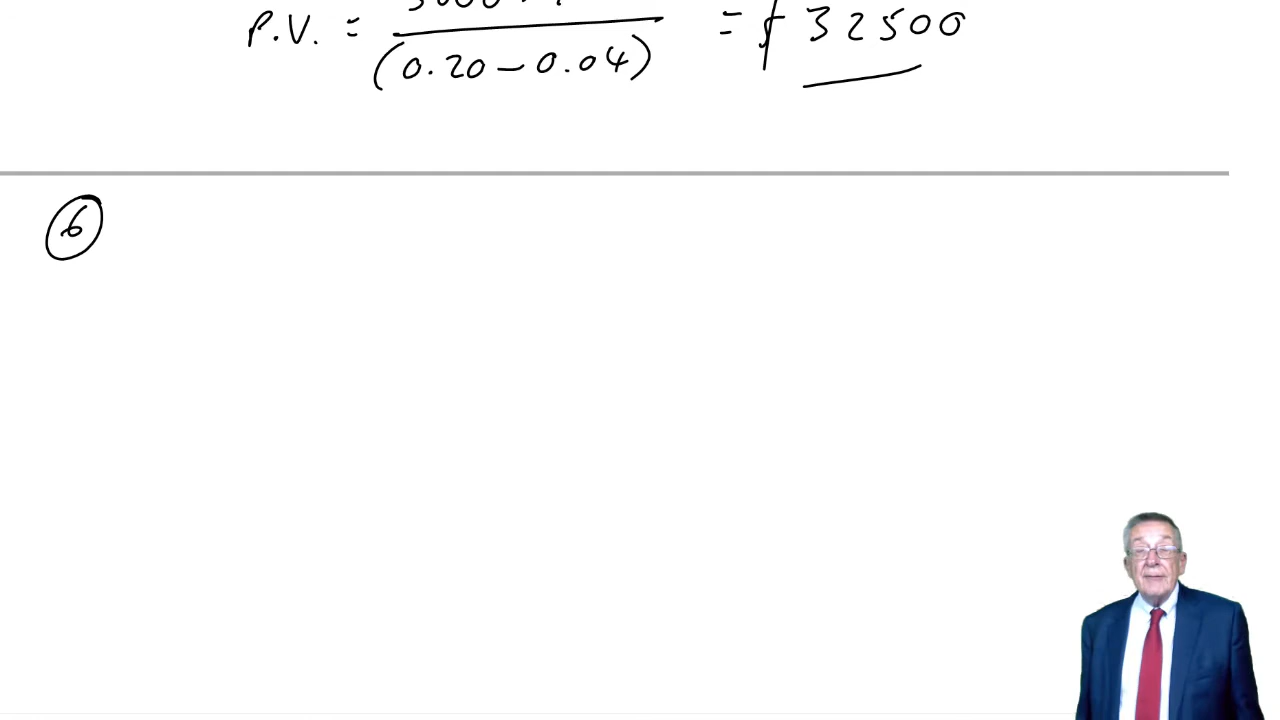 P.V. = (0.20 - 0.04) = $32500
6